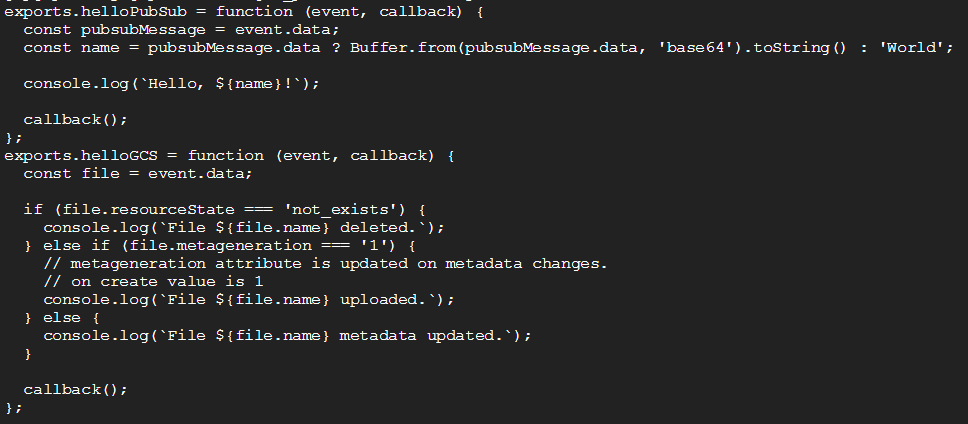 exports.helloPubSub = function (event, callback) {
  const pubsubMessage = event.data;
  const name = pubsubMessage.data ? Buffer.from(pubsubMessage.data, 'base64').toString() : 'World';
  console.log(`Hello, ${name}!`);
  callback();
};
exports.helloGCS = function (event, callback) {
  const file = event.data;
  if (file.resourceState === 'not_exists') {
    console.log(`File ${file.name} deleted.`);
  } else if (file.metageneration === '1') {
    // metageneration attribute is updated on metadata changes.
    // on create value is 1
    console.log(`File ${file.name} uploaded.`);
  } else {
    console.log(`File ${file.name} metadata updated.`);
  }
  callback();
};